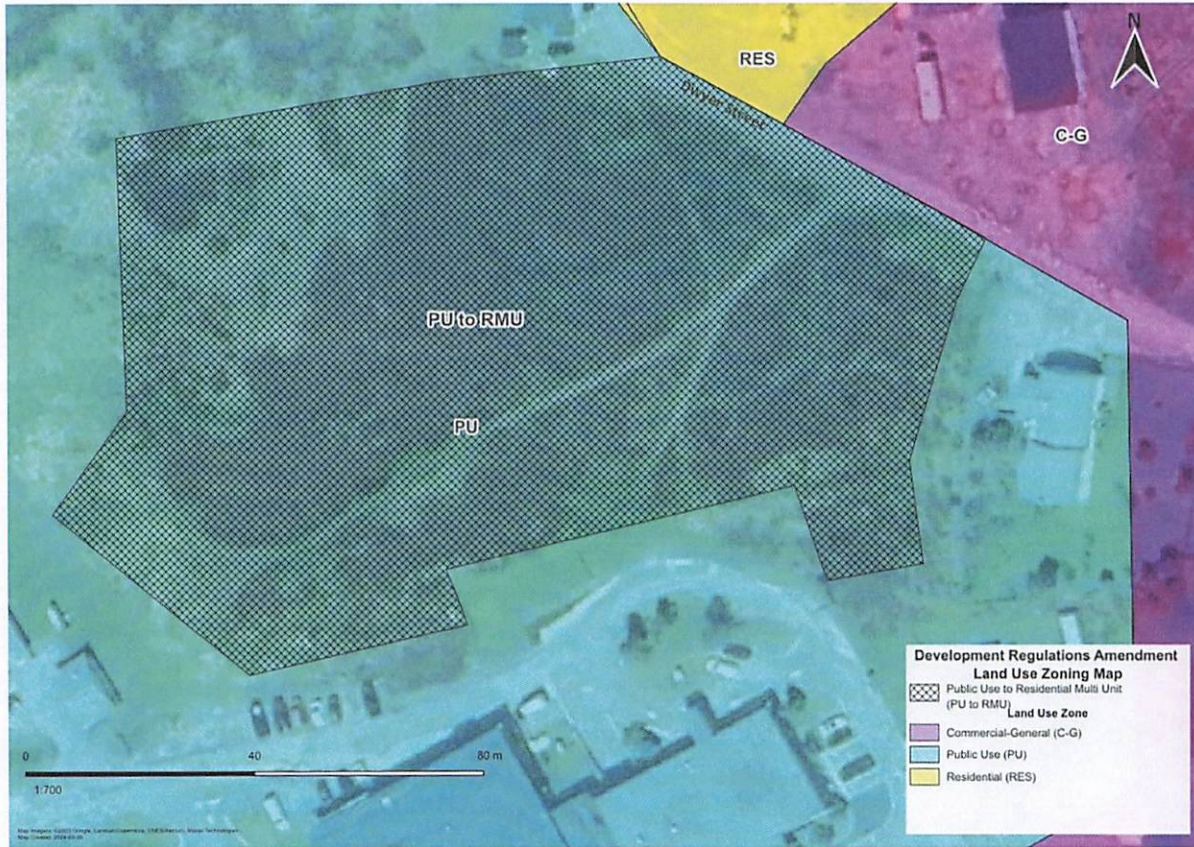 N
RES
Dwyer Street
C-G
PU to RMU
PU
Development Regulations Amendment
Land Use Zoning Map
Public Use to Residential Multi Unit
(PU to RMU)
Land Use Zone
Commercial-General (C-G)
Public Use (PU)
Residential (RES)
0 40 80 m
1:700